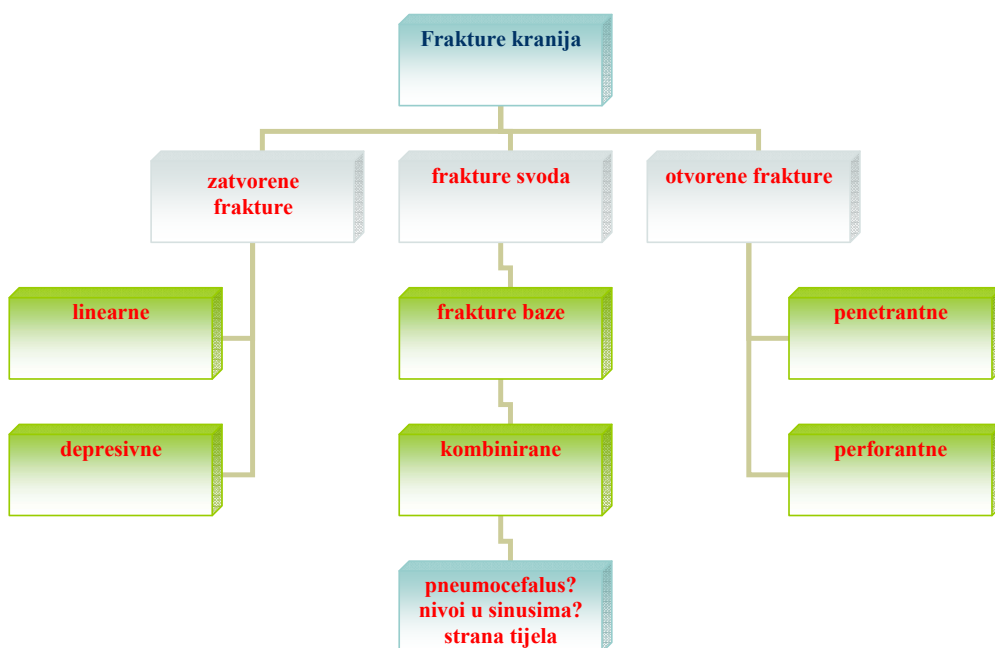 Frakture kranija
zatvorene
frakture
frakture svoda
otvorene frakture
linearne
frakture baze
penetrantne
depresivne
kombinirane
perforantne
pneumocefalus?
nivoi u sinusima?
strana tijela